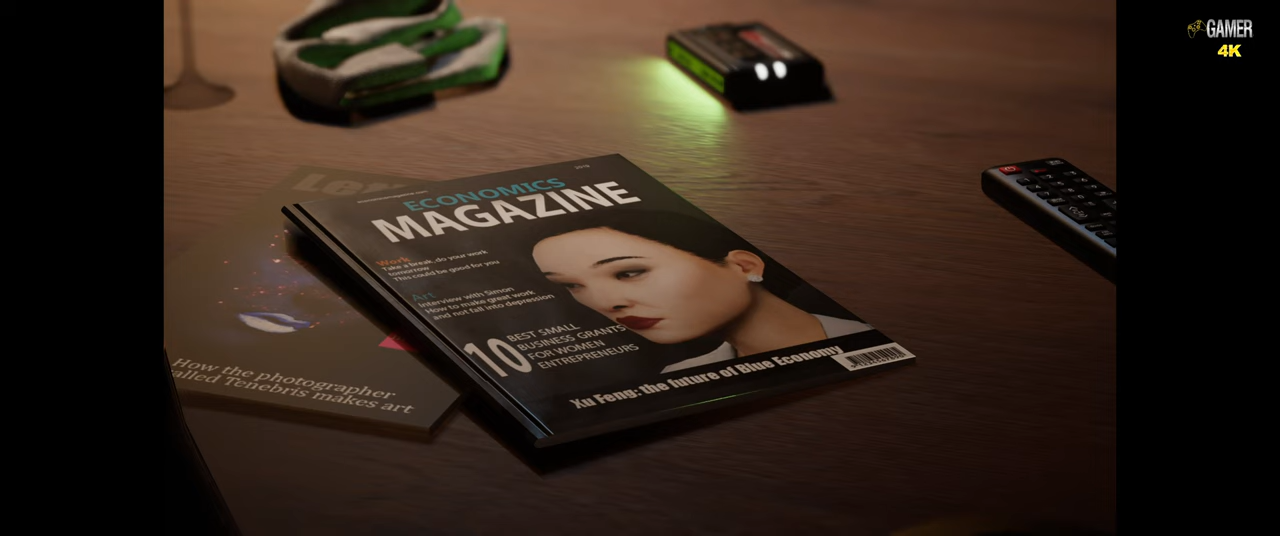 GAMER
4K
2019
ECONOMICS
MAGAZINE
Work
Take a break, do your work
tomorrow
This could be good for you
Art
Interview with Simon
How to make great work
and not fall into depression
10
BEST SMALL
BUSINESS GRANTS
FOR WOMEN
ENTREPRENEURS
Xu Feng: the future of Blue Economy
How the photographer
called Tenebris makes art